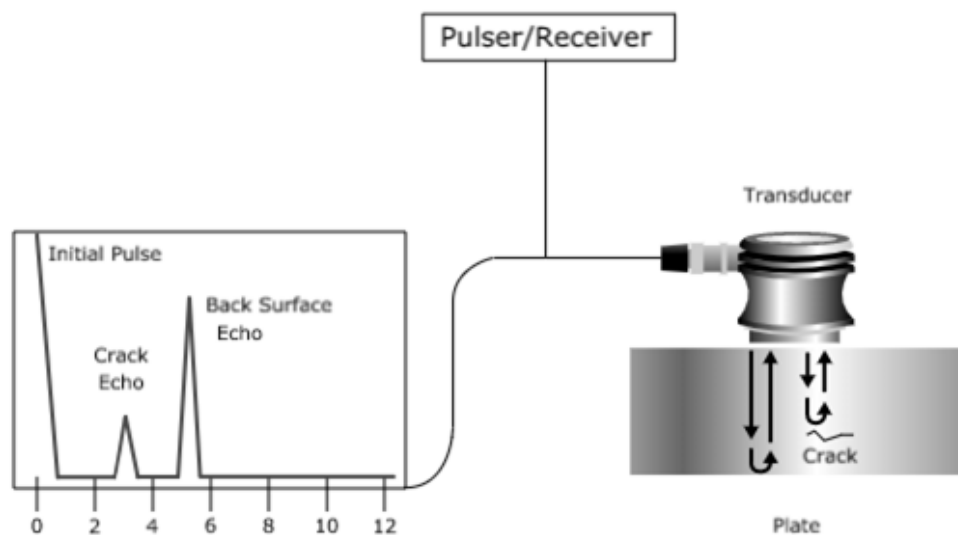 Pulser/Receiver
Transducer
Initial Pulse
Back Surface
Echo
Crack
Echo
Crack
0 2 4 6 8 10 12
Plate